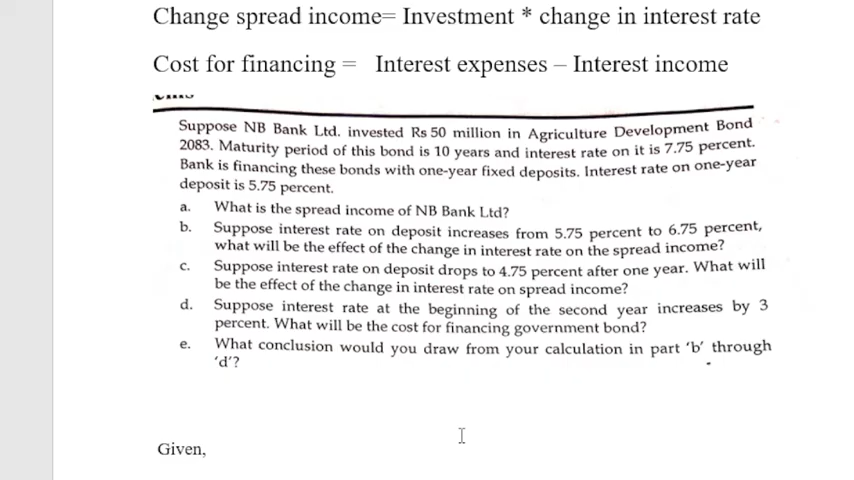 Change spread income= Investment * change in interest rate
Cost for financing = Interest expenses – Interest income
Suppose NB Bank Ltd. invested Rs 50 million in Agriculture Development Bond
2083. Maturity period of this bond is 10 years and interest rate on it is 7.75 percent.
Bank is financing these bonds with one-year fixed deposits. Interest rate on one-year
deposit is 5.75 percent.
a. What is the spread income of NB Bank Ltd?
b. Suppose interest rate on deposit increases from 5.75 percent to 6.75 percent,
what will be the effect of the change in interest rate on the spread income?
c. Suppose interest rate on deposit drops to 4.75 percent after one year. What will
be the effect of the change in interest rate on spread income?
d. Suppose interest rate at the beginning of the second year increases by 3
percent. What will be the cost for financing government bond?
e. What conclusion would you draw from your calculation in part 'b' through
'd'?
Given,